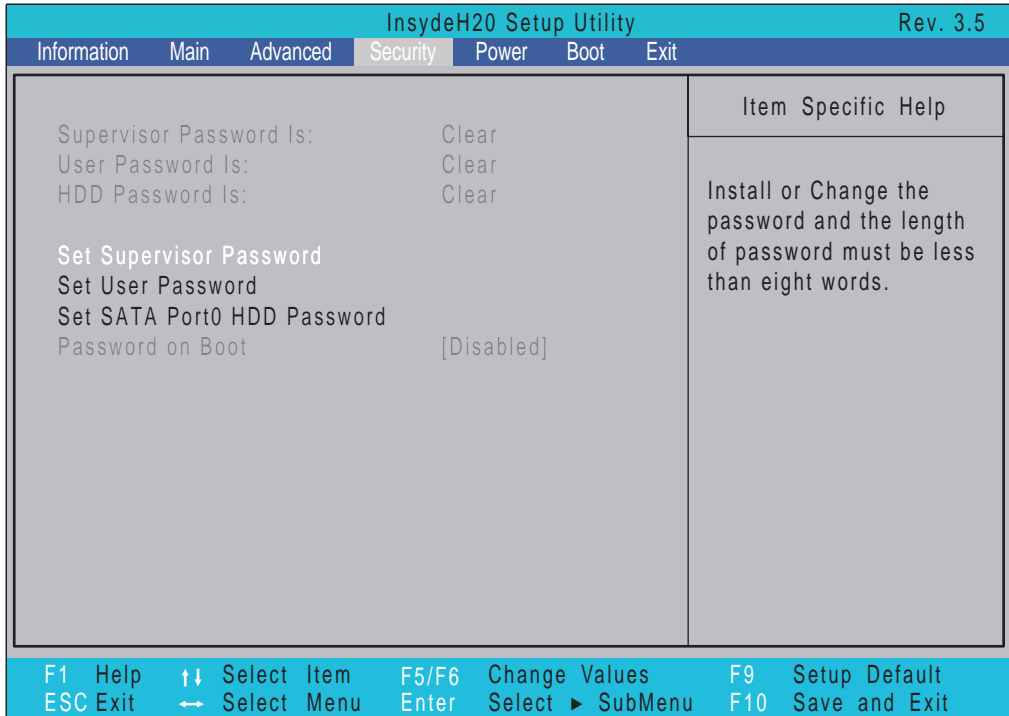 InsydeH20 Setup Utility Rev. 3.5
Information Main Advanced Security Power Boot Exit
Supervisor Password Is: Clear
User Password Is: Clear
HDD Password Is: Clear
Set Supervisor Password
Set User Password
Set SATA Port0 HDD Password
Password on Boot [Disabled]
Item Specific Help
Install or Change the
password and the length
of password must be less
than eight words.
F1 Help ↑↓ Select Item F5/F6 Change Values F9 Setup Default
ESC Exit ↔ Select Menu Enter Select ► SubMenu F10 Save and Exit